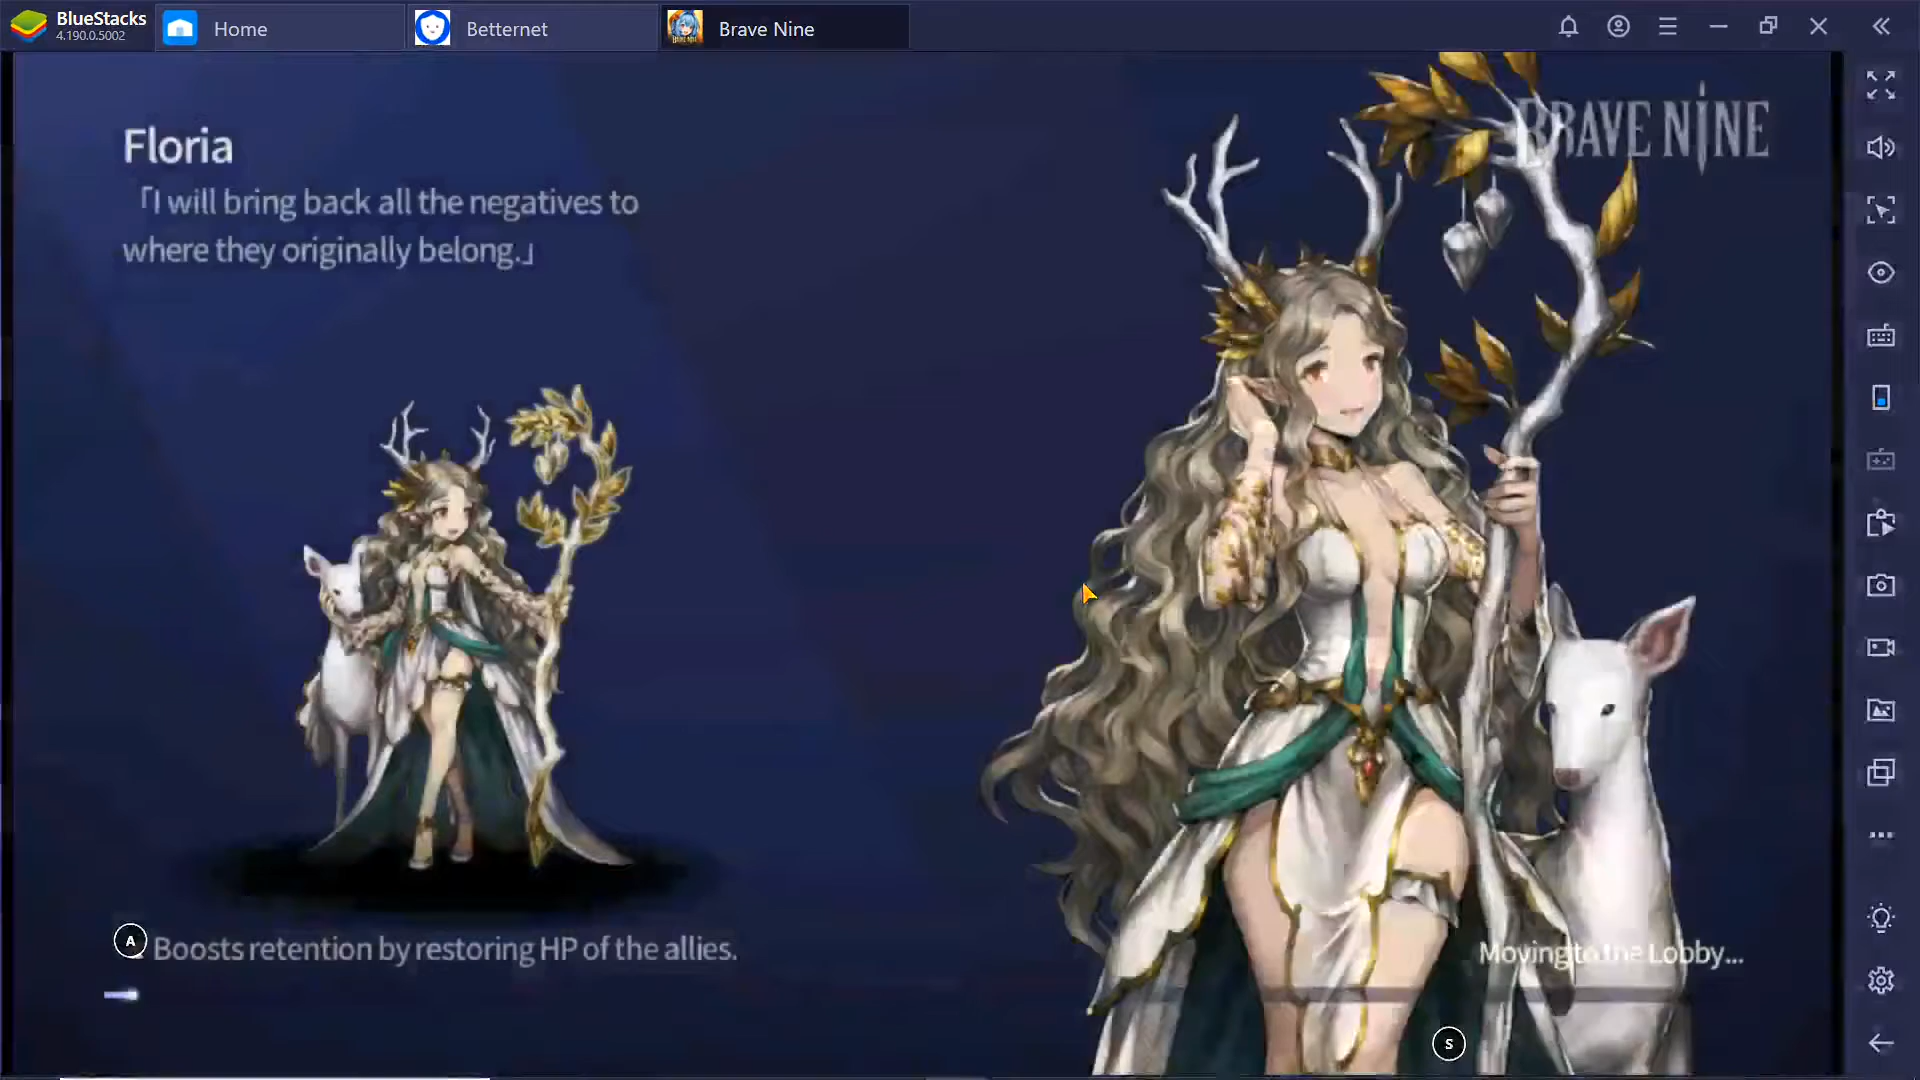 BlueStacks
4.190.0.5002
Home
Betternet
Brave Nine
BRAVE NINE
Floria
「I will bring back all the negatives to
where they originally belong.」
A
Boosts retention by restoring HP of the allies.
Moving to the Lobby...
S